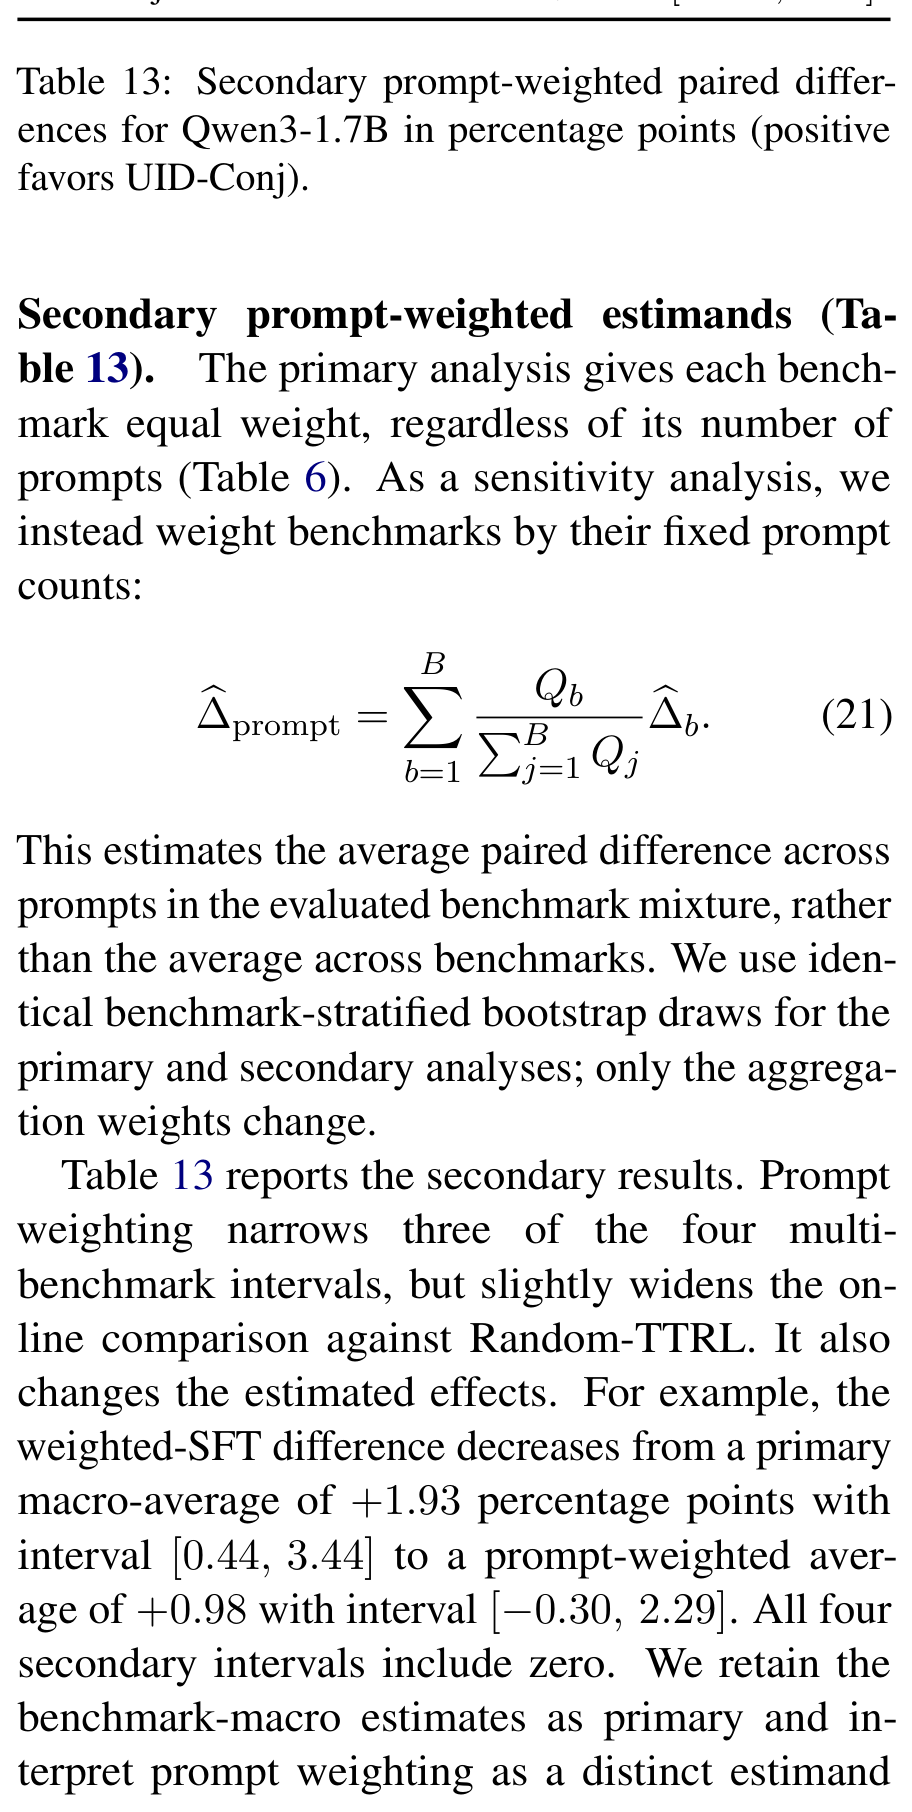 Table 13: Secondary prompt-weighted paired differ-
ences for Qwen3-1.7B in percentage points (positive
favors UID-Conj).
Secondary prompt-weighted estimands (Ta-
ble 13). The primary analysis gives each bench-
mark equal weight, regardless of its number of
prompts (Table 6). As a sensitivity analysis, we
instead weight benchmarks by their fixed prompt
counts:
$\widehat{\Delta}_{\text{prompt}} = \sum_{b=1}^{B} \frac{Q_b}{\sum_{j=1}^{B} Q_j} \widehat{\Delta}_b.$ (21)
This estimates the average paired difference across
prompts in the evaluated benchmark mixture, rather
than the average across benchmarks. We use iden-
tical benchmark-stratified bootstrap draws for the
primary and secondary analyses; only the aggrega-
tion weights change.
Table 13 reports the secondary results. Prompt
weighting narrows three of the four multi-
benchmark intervals, but slightly widens the on-
line comparison against Random-TTRL. It also
changes the estimated effects. For example, the
weighted-SFT difference decreases from a primary
macro-average of +1.93 percentage points with
interval [0.44, 3.44] to a prompt-weighted aver-
age of +0.98 with interval [−0.30, 2.29]. All four
secondary intervals include zero. We retain the
benchmark-macro estimates as primary and in-
terpret prompt weighting as a distinct estimand